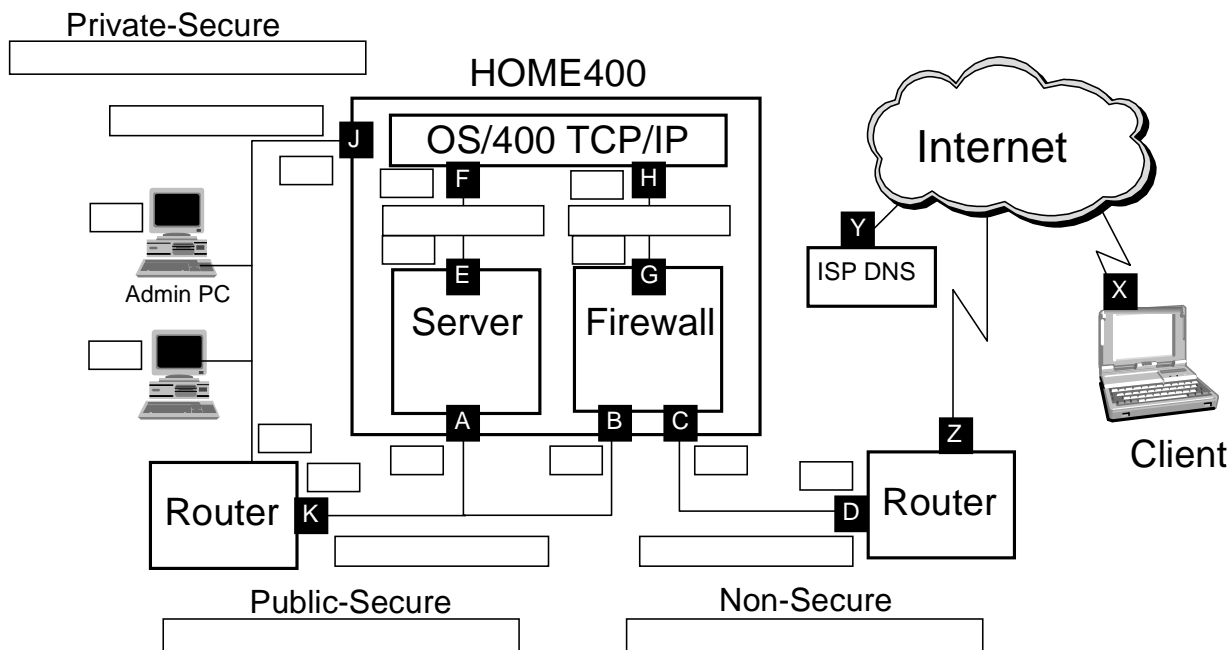 Private-Secure
HOME400
J
OS/400 TCP/IP
Internet
F
H
Y
Admin PC
E
G
ISP DNS
X
Server
Firewall
A
B
C
Z
Client
Router
K
D
Router
Public-Secure
Non-Secure